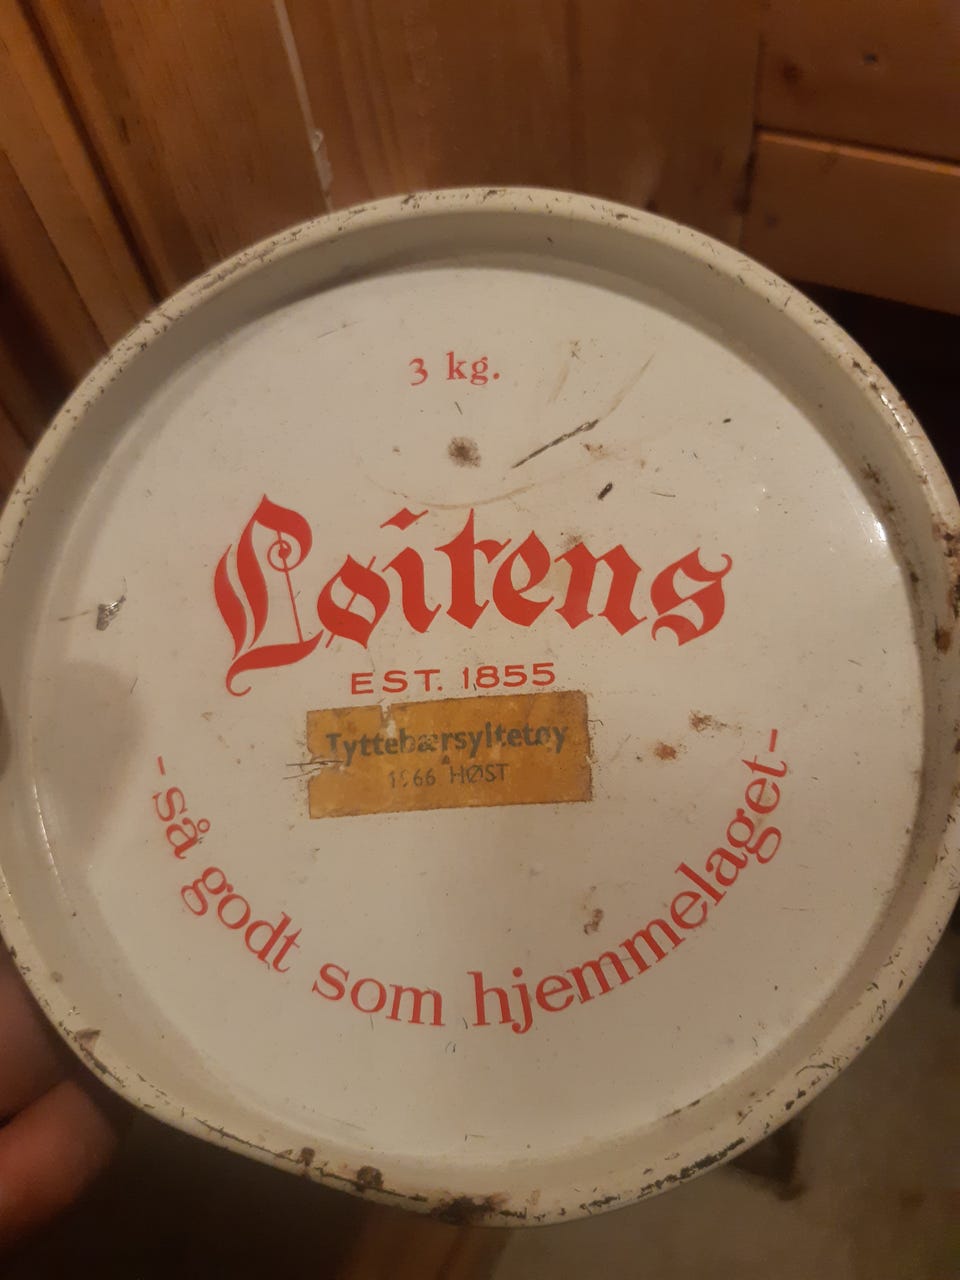 3 kg.
Løitens
EST. 1855
Tyttebærsyltetøy
1966 HØST
-så godt som hjemmelaget-